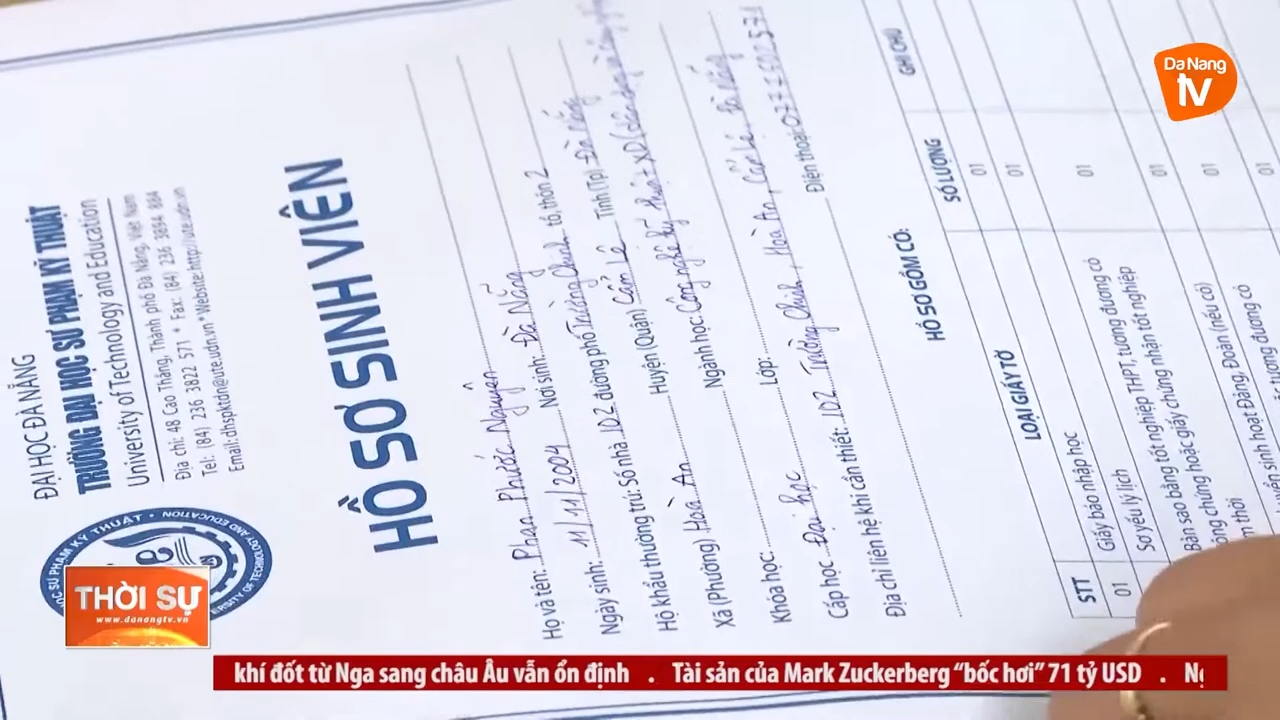 Da Nang
tv
ĐẠI HỌC ĐÀ NẴNG
TRƯỜNG ĐẠI HỌC SƯ PHẠM KỸ THUẬT
University of Technology and Education
Địa chỉ: 48 Cao Thắng, Thành phố Đà Nẵng, Việt Nam
Tel: (84) 236 3822 571 * Fax: (84) 236 3894 884
Email: dhspktdn@ute.udn.vn * Website: http://ute.udn.vn
HỒ SƠ SINH VIÊN
Họ và tên: Phan Phước Nguyên
Ngày sinh: 11/11/2004 Nơi sinh: Đà Nẵng
Hộ khẩu thường trú: Số nhà 102 đường phố Trường Chinh tổ, thôn 2
Xã (Phường) Hoà An Huyện (Quận) Cẩm Lệ Tỉnh (Tp) Đà Nẵng
Khóa học: Ngành học: Công nghệ kỹ thuật XD
Cấp học Đại học Lớp:
Địa chỉ liên hệ khi cần thiết: 102 Trường Chinh, Hoà An, Cẩm Lệ, Đà Nẵng
Điện thoại: 0777502571
HỒ SƠ GỒM CÓ:
STT LOẠI GIẤY TỜ SỐ LƯỢNG GHI CHÚ
01 Giấy báo nhập học 01
Sơ yếu lý lịch 01
Bản sao bằng tốt nghiệp THPT, tương đương có
công chứng hoặc giấy chứng nhận tốt nghiệp
01
sinh hoạt Đảng, Đoàn (nếu có) 01
tương đương có 01
THỜI SỰ
www.danangtv.vn
khí đốt từ Nga sang châu Âu vẫn ổn định . Tài sản của Mark Zuckerberg “bốc hơi” 71 tỷ USD .